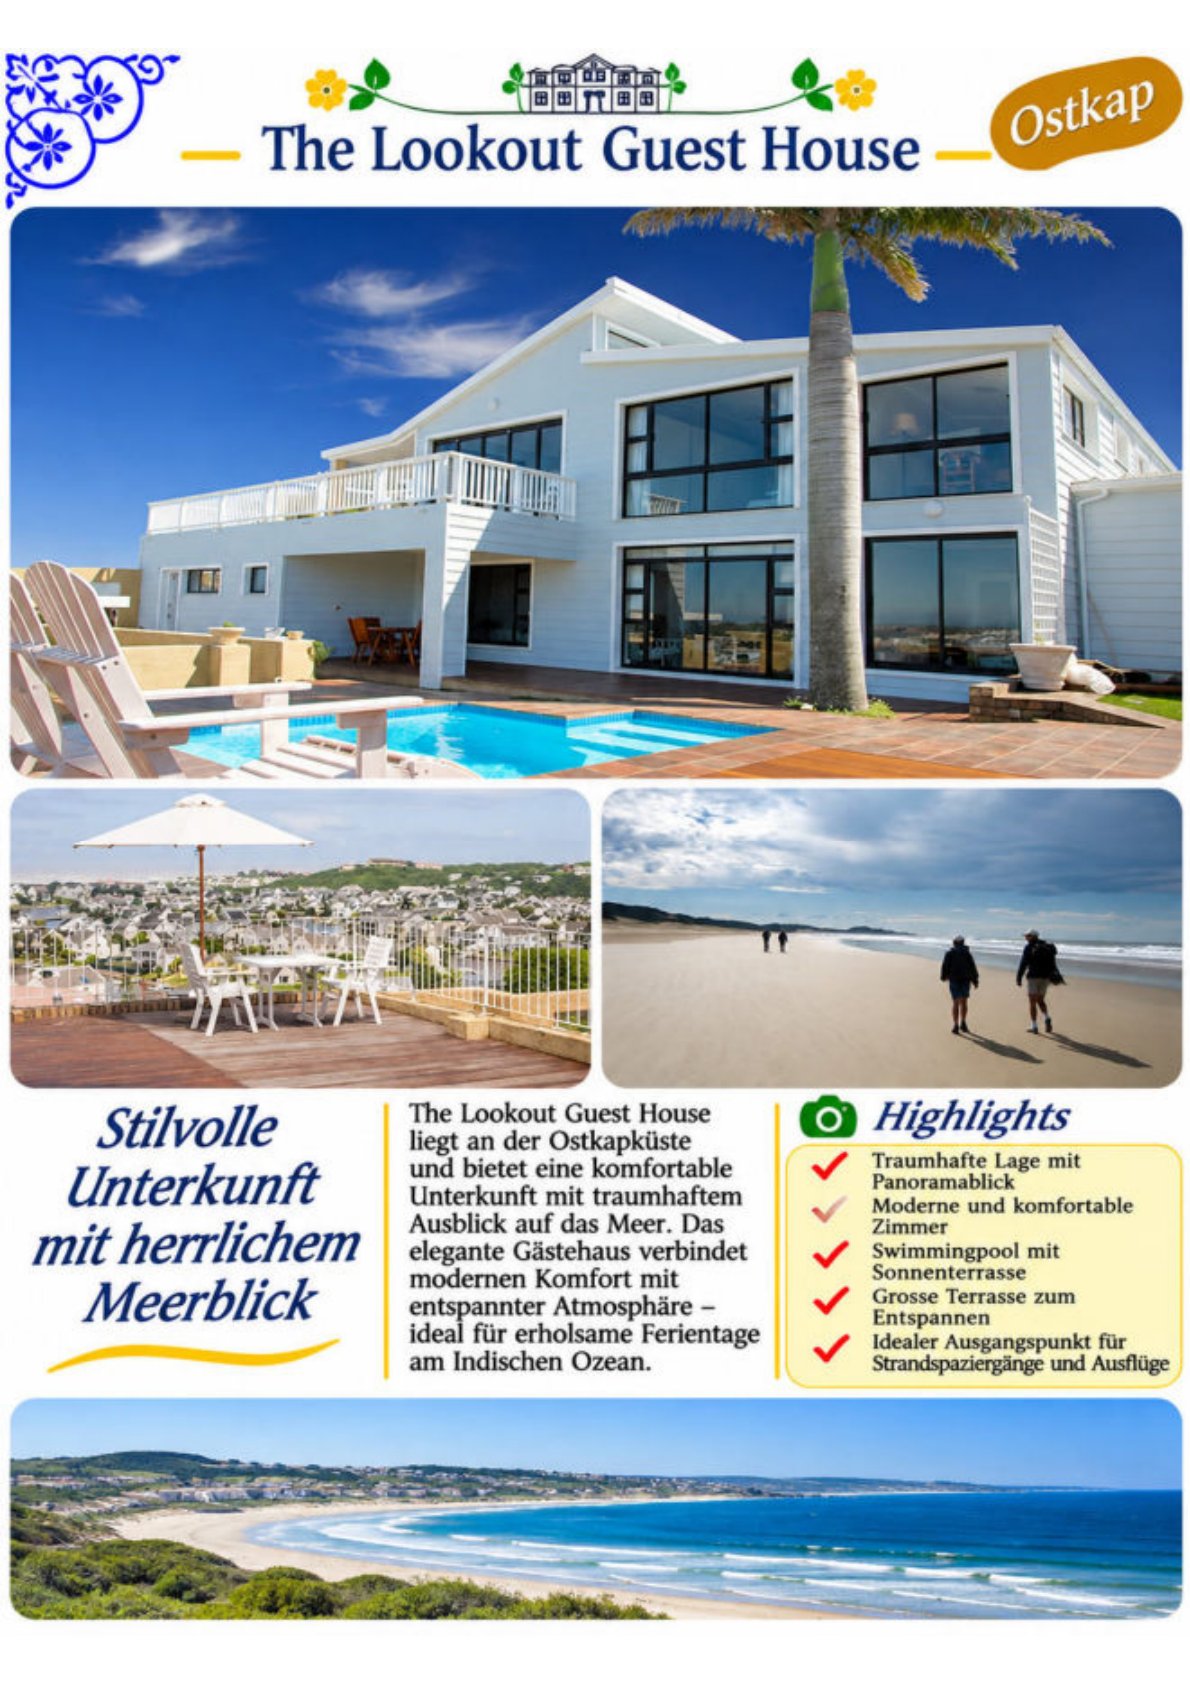 The Lookout Guest House
Ostkap
Stilvolle
Unterkunft
mit herrlichem
Meerblick
The Lookout Guest House
liegt an der Ostkapküste
und bietet eine komfortable
Unterkunft mit traumhaftem
Ausblick auf das Meer. Das
elegante Gästehaus verbindet
modernen Komfort mit
entspannter Atmosphäre –
ideal für erholsame Ferientage
am Indischen Ozean.
Highlights
Traumhafte Lage mit
Panoramablick
Moderne und komfortable
Zimmer
Swimmingpool mit
Sonnenterrasse
Grosse Terrasse zum
Entspannen
Idealer Ausgangspunkt für
Strandspaziergänge und Ausflüge